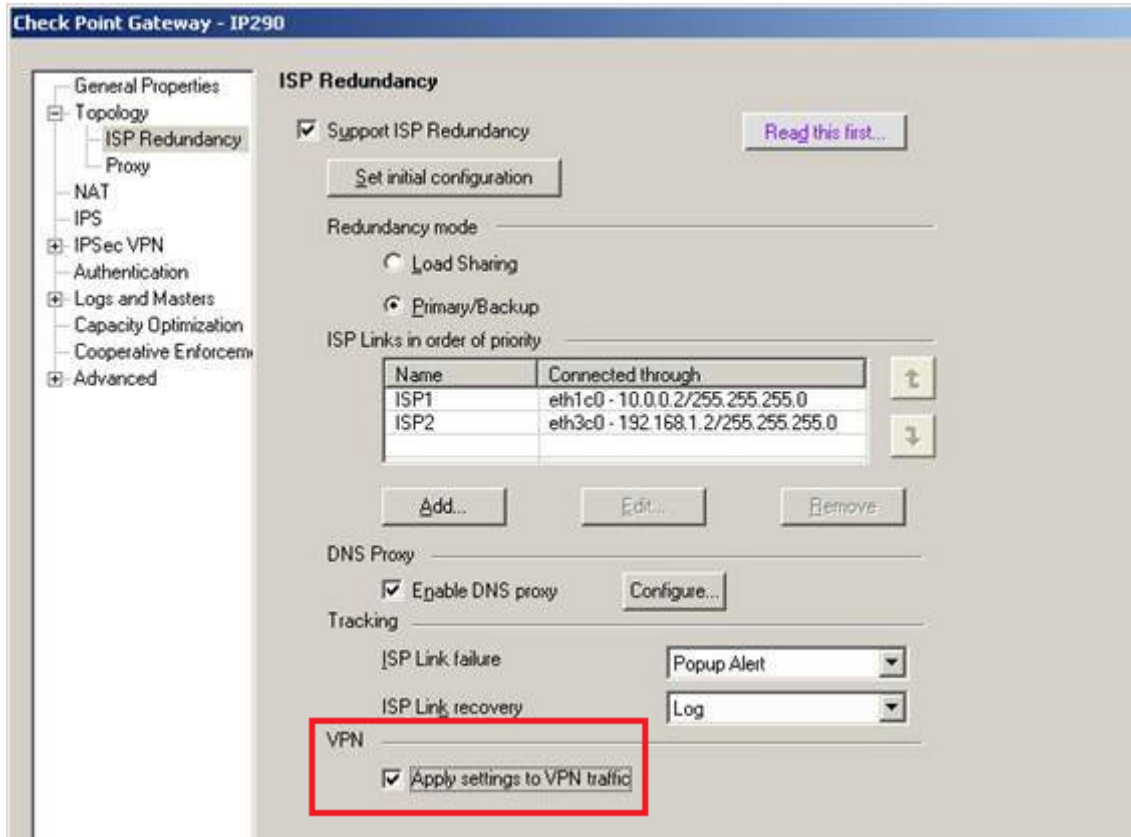 Check Point Gateway - IP290
General Properties
Topology
ISP Redundancy
Proxy
NAT
IPS
IPSec VPN
Authentication
Logs and Masters
Capacity Optimization
Cooperative Enforcem
Advanced
ISP Redundancy
Support ISP Redundancy
Read this first...
Set initial configuration
Redundancy mode
Load Sharing
Primary/Backup
ISP Links in order of priority
Name Connected through
ISP1 eth1c0 - 10.0.0.2/255.255.255.0
ISP2 eth3c0 - 192.168.1.2/255.255.255.0
Add... Edit... Remove
DNS Proxy
Enable DNS proxy Configure...
Tracking
ISP Link failure Popup Alert
ISP Link recovery Log
VPN
Apply settings to VPN traffic